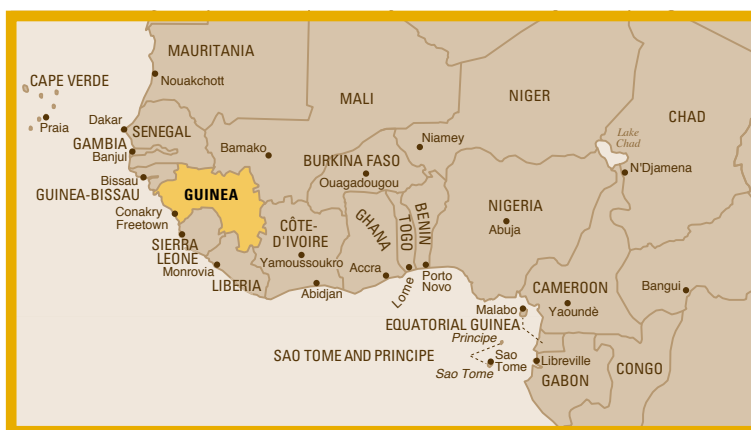 MAURITANIA
Nouakchott
CAPE VERDE
Praia
MALI
NIGER
CHAD
Lake
Chad
N'Djamena
Dakar
SENEGAL
GAMBIA
Banjul
Bamako
Niamey
BURKINA FASO
Ouagadougou
Bissau
GUINEA-BISSAU
GUINEA
Conakry
Freetown
SIERRA
LEONE
Monrovia
LIBERIA
CÔTE-
D'IVOIRE
Yamoussoukro
Abidjan
GHANA
Accra
TOGO
Lome
BENIN
Porto
Novo
NIGERIA
Abuja
CAMEROON
Yaoundè
Bangui
Malabo
EQUATORIAL GUINEA
Principe
SAO TOME AND PRINCIPE
Sao
Tome
Sao Tome
Libreville
GABON
CONGO